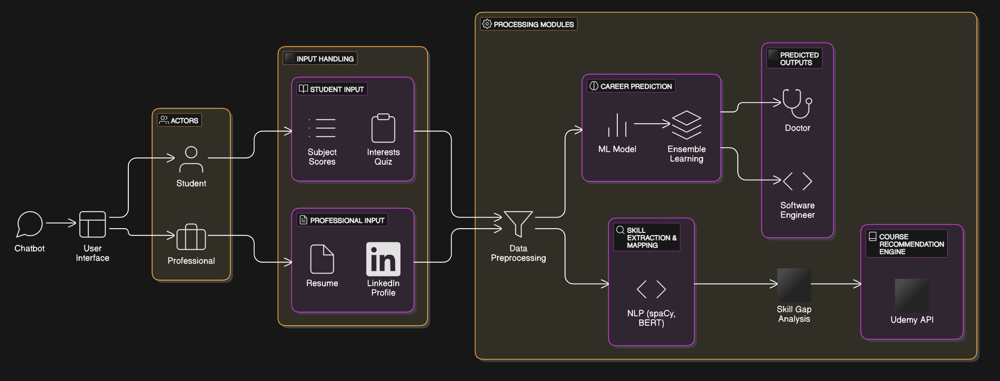 PROCESSING MODULES
INPUT HANDLING
PREDICTED
OUTPUTS
STUDENT INPUT
CAREER PREDICTION
ACTORS
Doctor
Subject
Scores
Interests
Quiz
ML Model
Ensemble
Learning
Student
Software
Engineer
PROFESSIONAL INPUT
SKILL
EXTRACTION &
MAPPING
COURSE
RECOMMENDATION
ENGINE
Chatbot
User
Interface
Professional
Data
Preprocessing
in
Resume
LinkedIn
Profile
NLP (spaCy,
BERT)
Skill Gap
Analysis
Udemy API